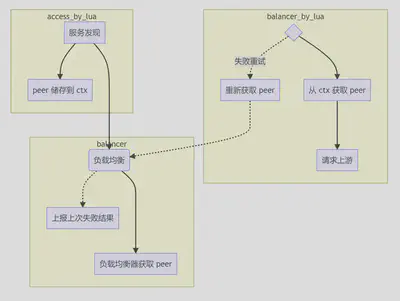 access_by_lua
服务发现
peer 储存到 ctx
balancer_by_lua
失败重试
重新获取 peer
从 ctx 获取 peer
请求上游
balancer
负载均衡
上报上次失败结果
负载均衡器获取 peer